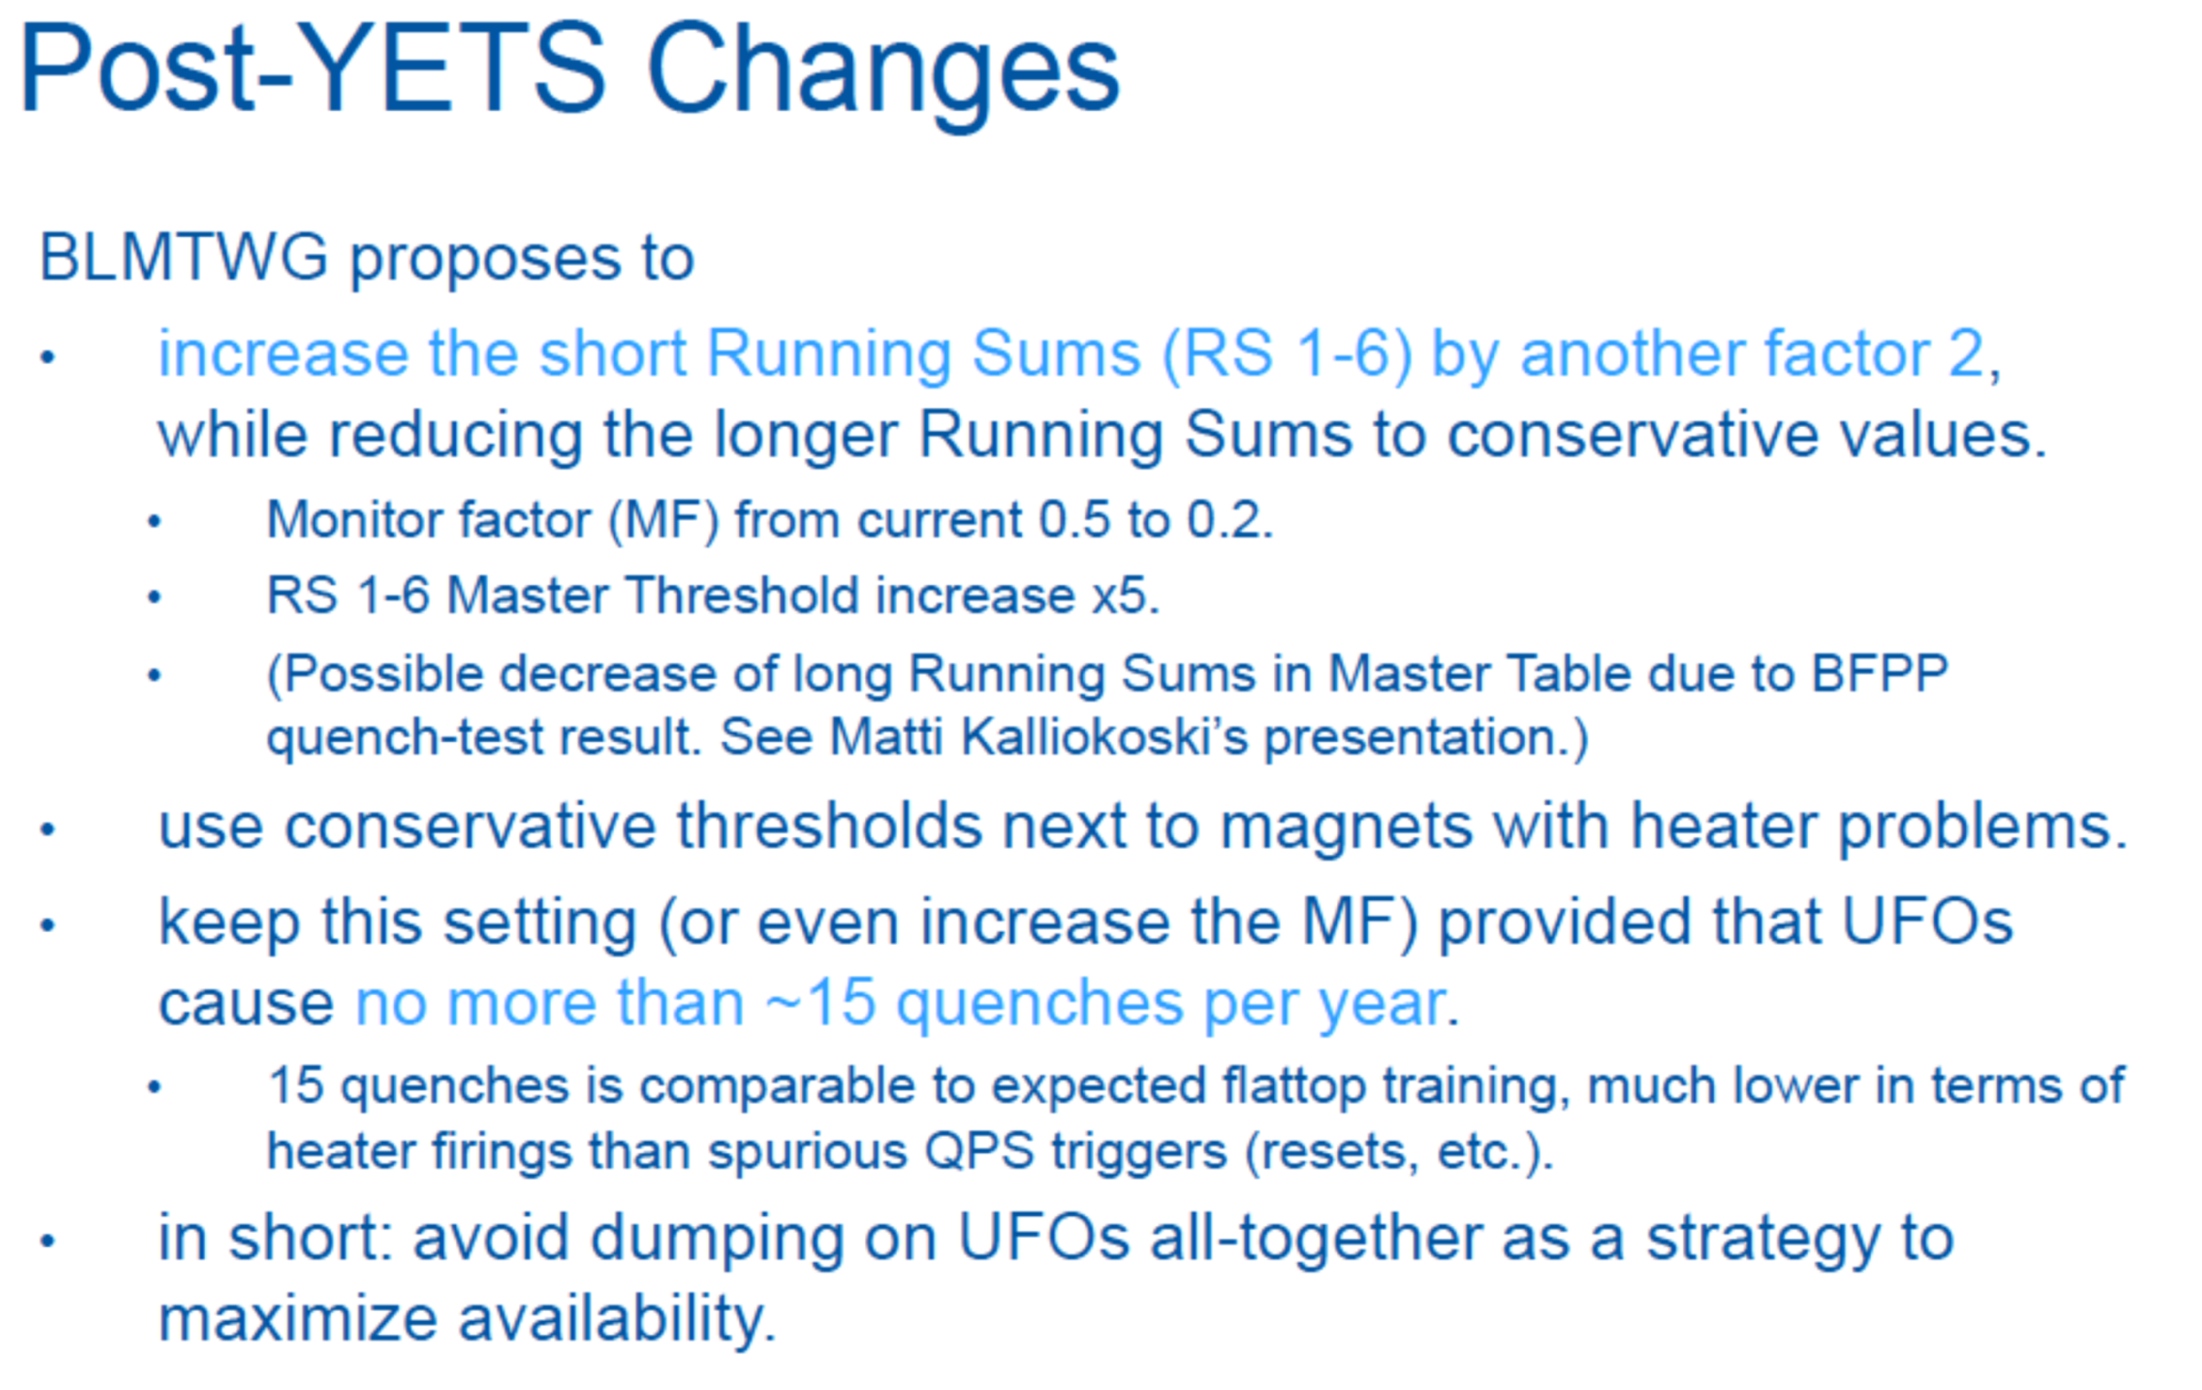 Post-YETS Changes
BLMTWG proposes to
• increase the short Running Sums (RS 1-6) by another factor 2,
while reducing the longer Running Sums to conservative values.
• Monitor factor (MF) from current 0.5 to 0.2.
• RS 1-6 Master Threshold increase x5.
• (Possible decrease of long Running Sums in Master Table due to BFPP
quench-test result. See Matti Kalliokoski’s presentation.)
• use conservative thresholds next to magnets with heater problems.
• keep this setting (or even increase the MF) provided that UFOs
cause no more than ~15 quenches per year.
• 15 quenches is comparable to expected flattop training, much lower in terms of
heater firings than spurious QPS triggers (resets, etc.).
• in short: avoid dumping on UFOs all-together as a strategy to
maximize availability.